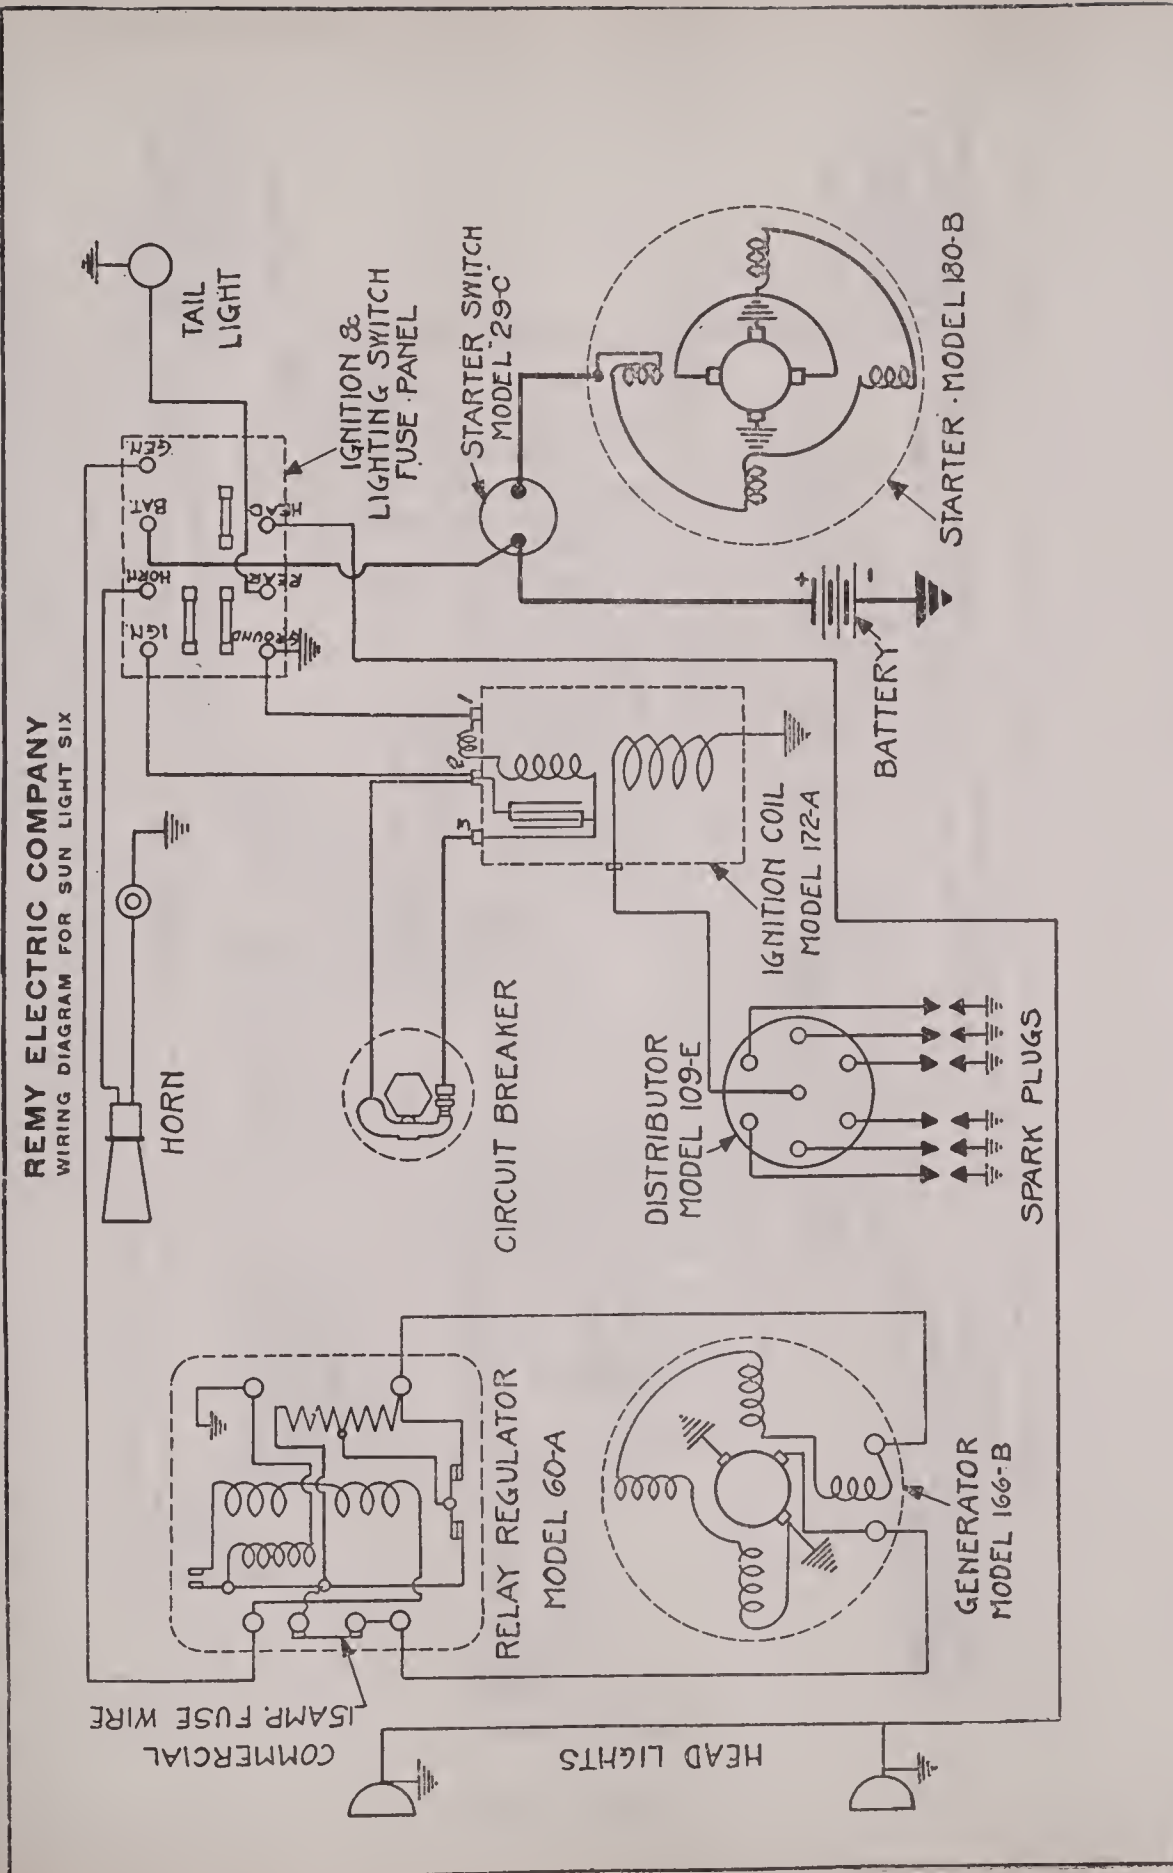 REMY ELECTRIC COMPANY
WIRING DIAGRAM FOR SUN LIGHT SIX
COMMERCIAL
15 AMP. FUSE WIRE
HEAD LIGHTS
RELAY REGULATOR
MODEL 60-A
GENERATOR
MODEL 166-B
HORN
CIRCUIT BREAKER
DISTRIBUTOR
MODEL 109-E
SPARK PLUGS
IGNITION COIL
MODEL 172-A
1
2
3
BATTERY
+
-
IGN.
HORN
BAT.
GEN.
GROUND
REAR
HEAD
TAIL
LIGHT
IGNITION &
LIGHTING SWITCH
FUSE·PANEL
STARTER SWITCH
MODEL-29-C
STARTER·MODEL 180-B